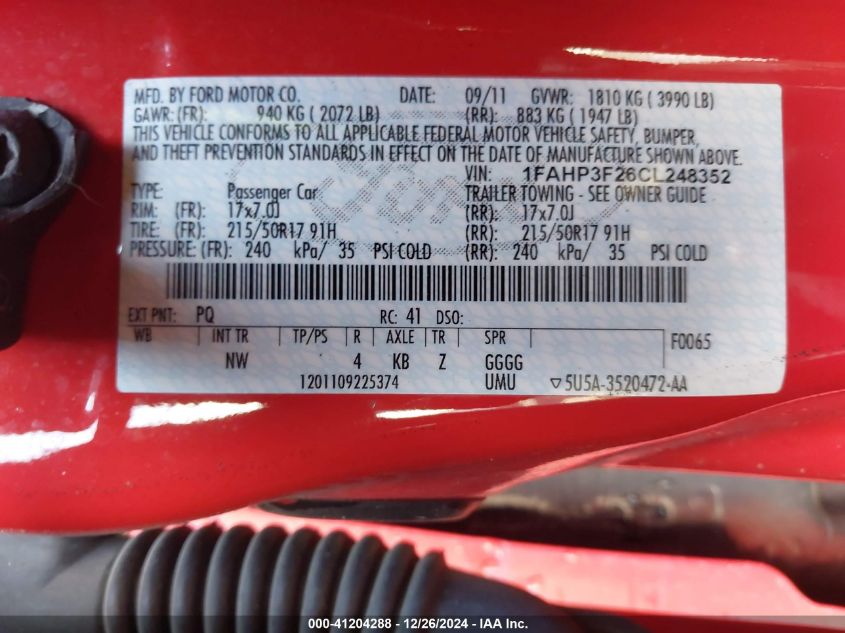 MFD. BY FORD MOTOR CO. DATE: 09/11 GVWR: 1810 KG ( 3990 LB)
GAWR: (FR): 940 KG ( 2072 LB) (RR): 883 KG ( 1947 LB)
THIS VEHICLE CONFORMS TO ALL APPLICABLE FEDERAL MOTOR VEHICLE SAFETY, BUMPER,
AND THEFT PREVENTION STANDARDS IN EFFECT ON THE DATE OF MANUFACTURE SHOWN ABOVE.
VIN: 1FAHP3F26CL248352
TYPE: Passenger Car TRAILER TOWING - SEE OWNER GUIDE
RIM: (FR): 17x7.0J (RR): 17x7.0J
TIRE: (FR): 215/50R17 91H (RR): 215/50R17 91H
PRESSURE: (FR): 240 kPa/ 35 PSI COLD (RR): 240 kPa/ 35 PSI COLD
EXT PNT: PQ RC: 41 DSO:
WB INT TR TP/PS R AXLE TR SPR F0065
NW 4 KB Z GGGG
1201109225374 UMU ▽5U5A-3520472-AA
000-41204288 - 12/26/2024 - IAA Inc.